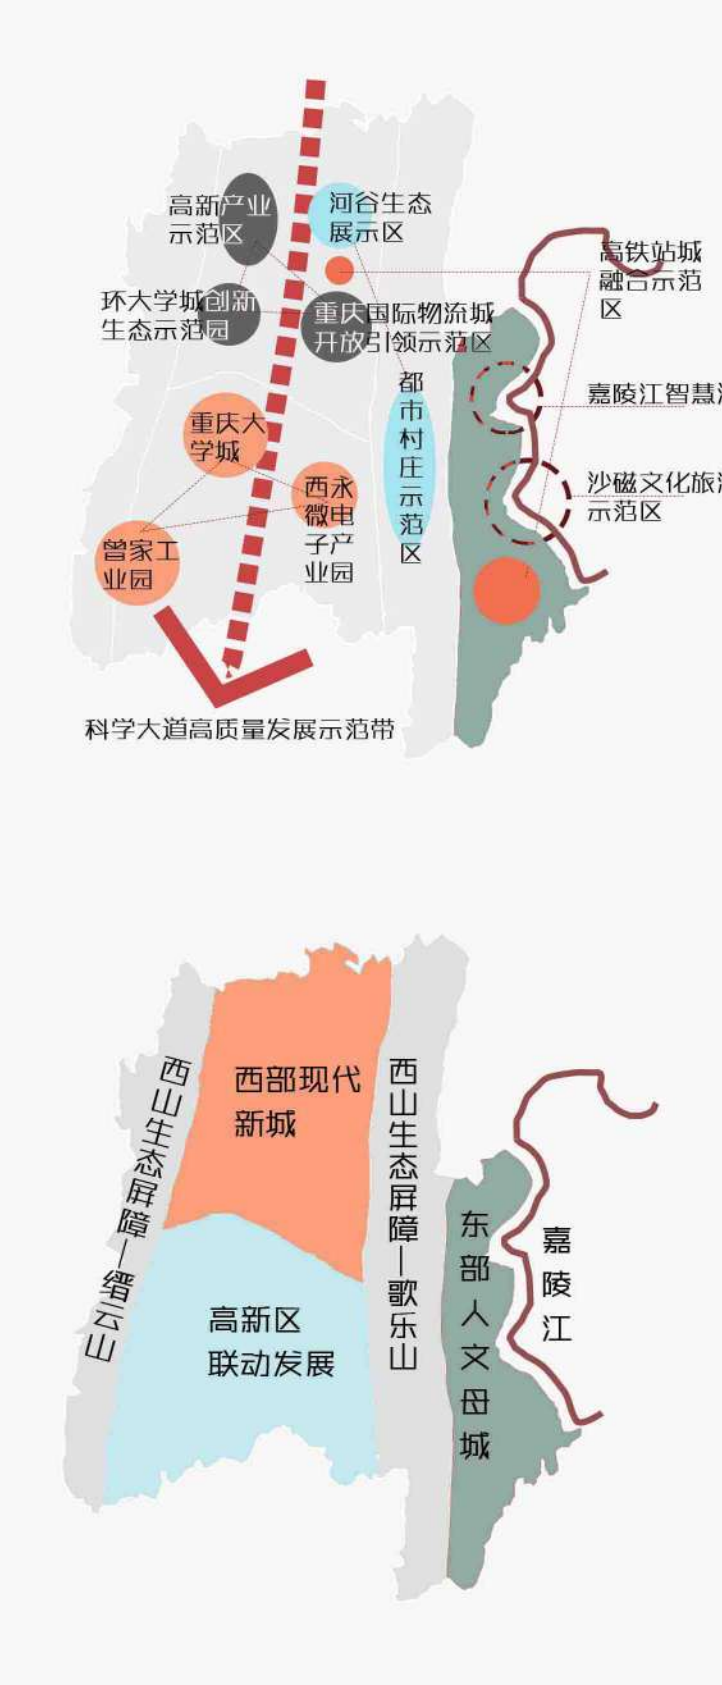 高新产业
示范区
河谷生态
展示区
高铁站城
融合示范
区
环大学城创新
生态示范园
重庆国际物流城
开放引领示范区
都市村庄示范区
嘉陵江智慧
重庆大
学城
西永
微电
子产
业园
沙磁文化旅
示范区
曾家工
业园
科学大道高质量发展示范带
西山生态屏障—缙云山
西部现代
新城
西山生态屏障—歌乐山
东部人文母城
嘉陵江
高新区
联动发展